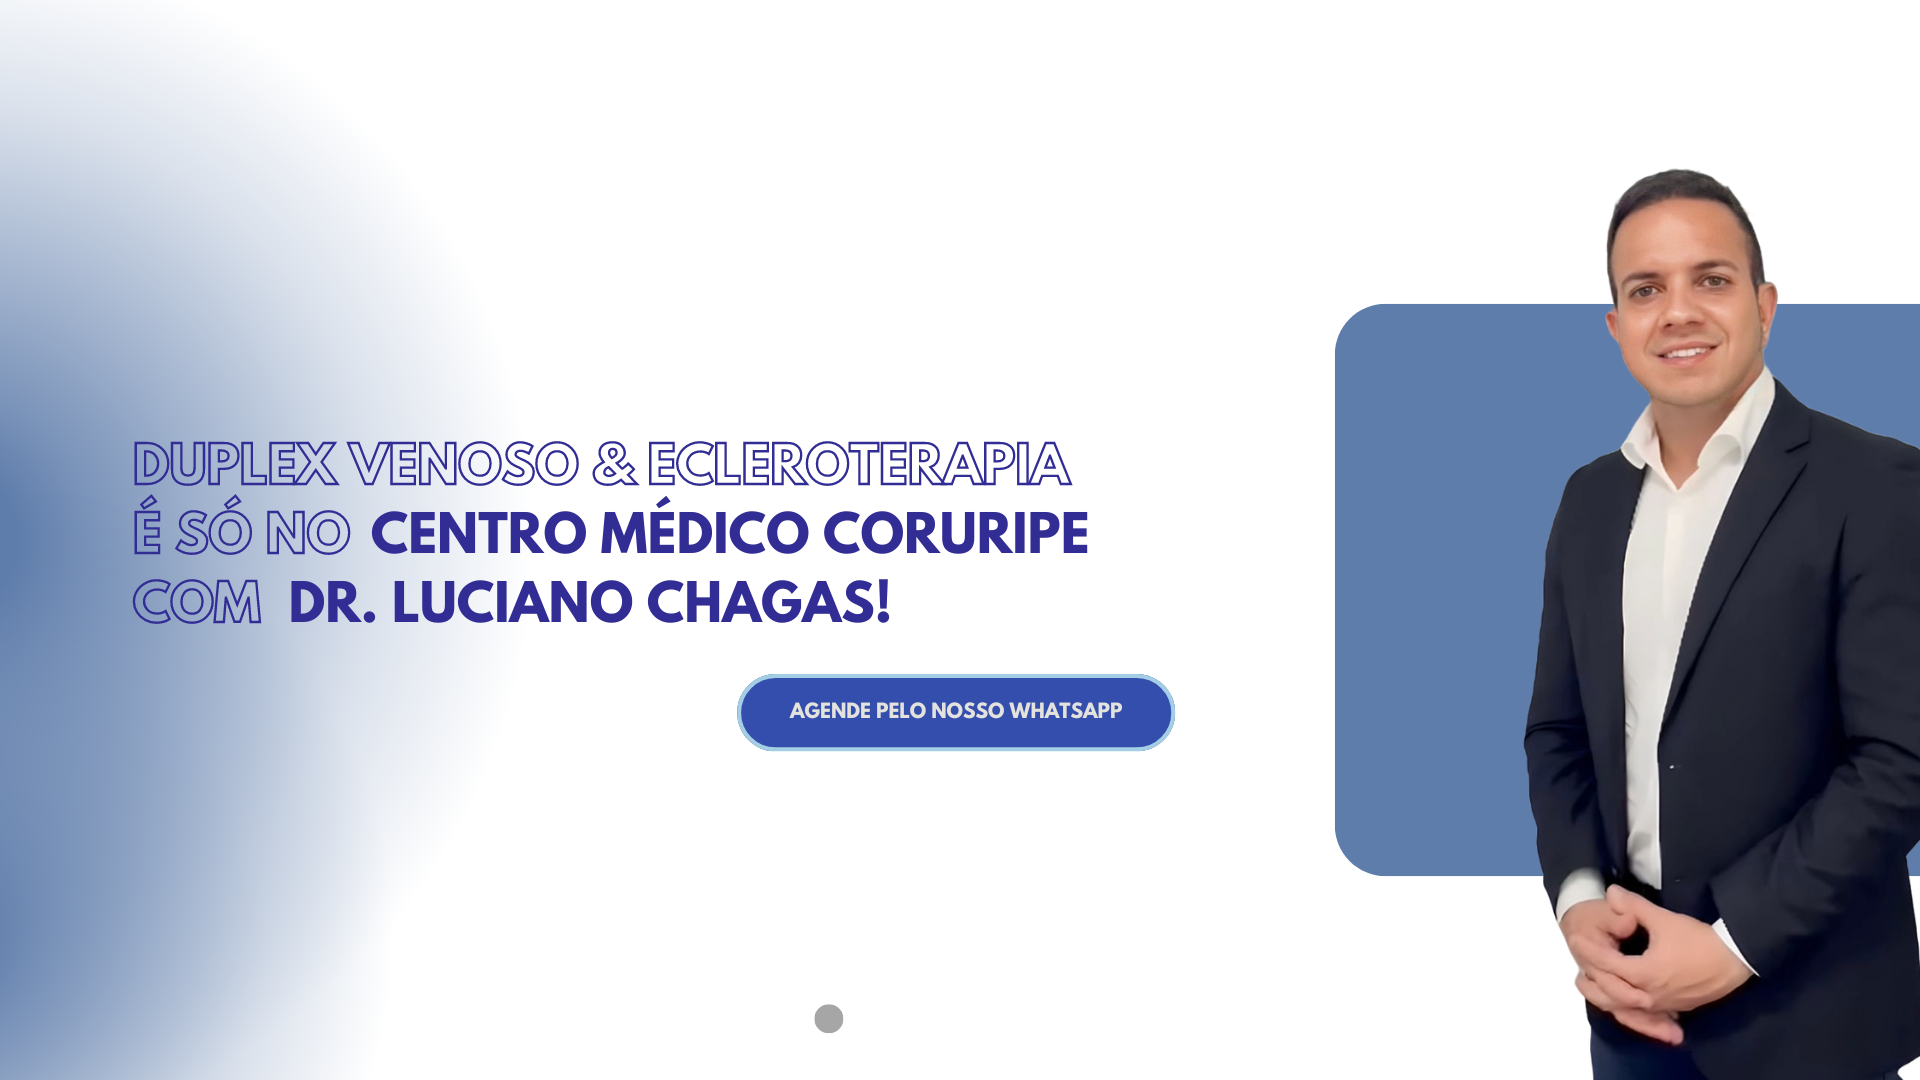 DUPLEX VENOSO & ECLEROTERAPIA
É SÓ NO CENTRO MÉDICO CORURIPE
COM DR. LUCIANO CHAGAS!
AGENDE PELO NOSSO WHATSAPP